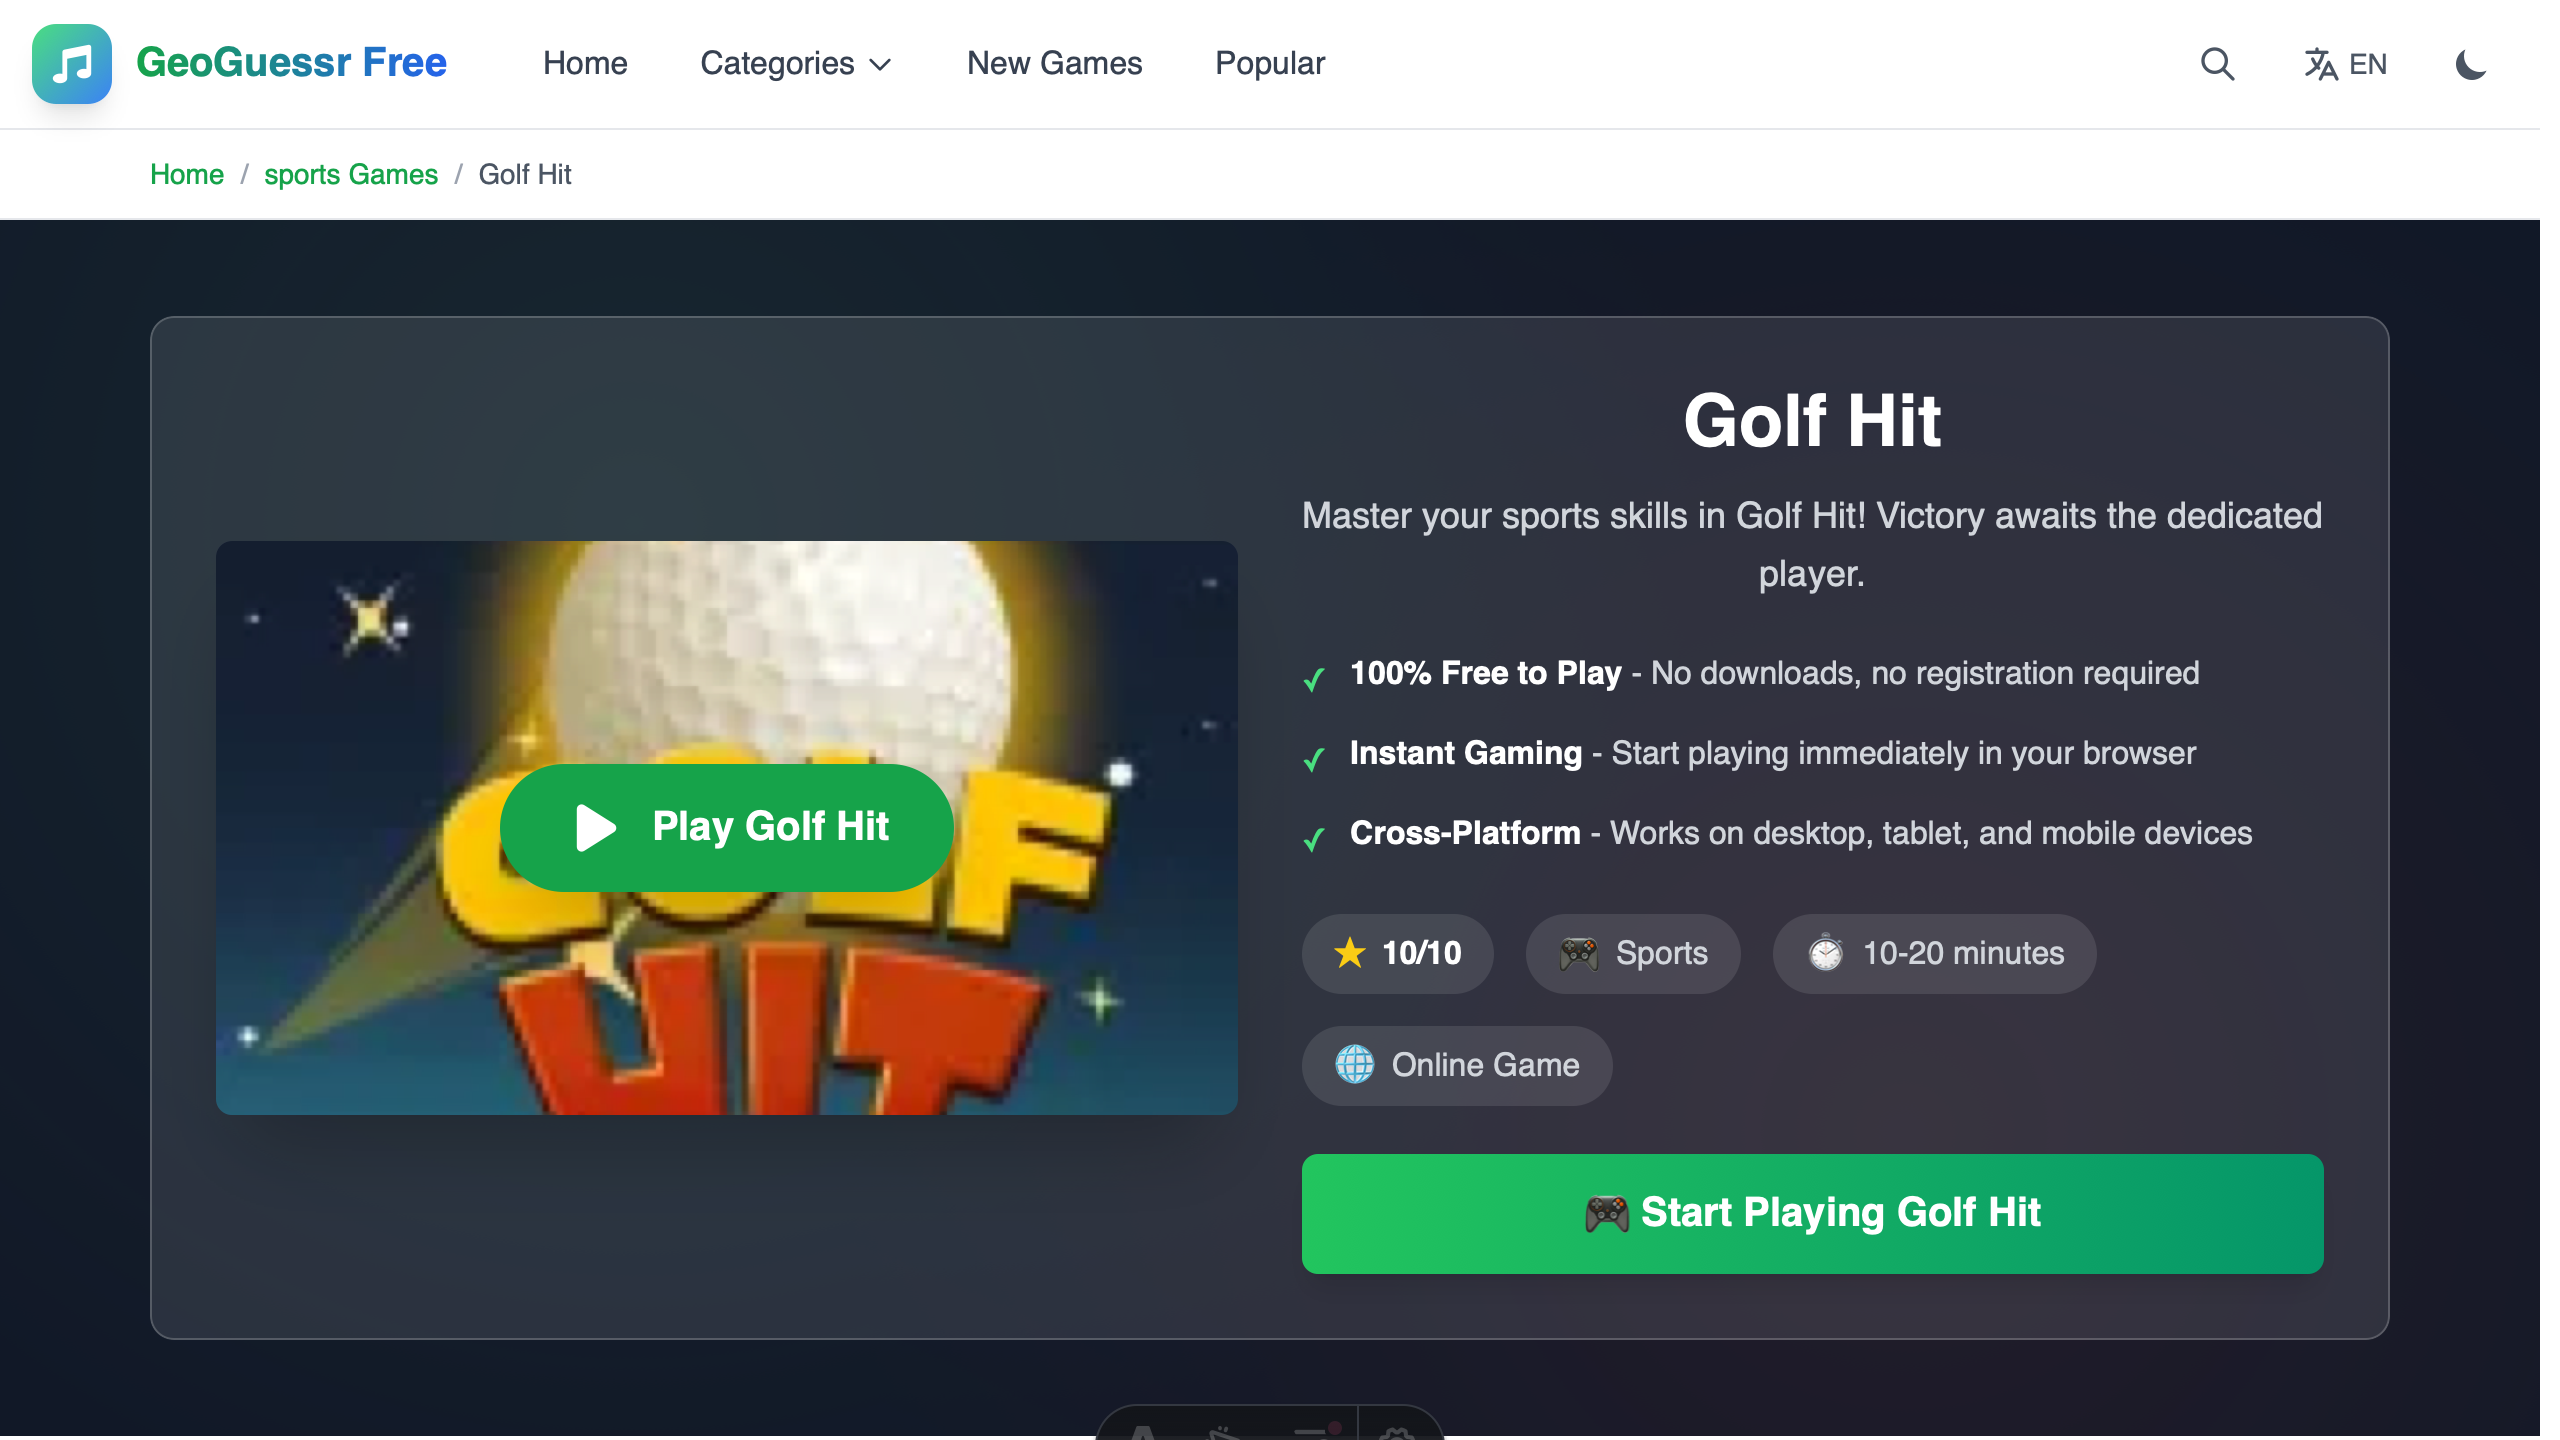 GeoGuessr Free
Home
Categories
New Games
Popular
EN
Home / sports Games / Golf Hit
GOLF
HIT
Play Golf Hit
Golf Hit
Master your sports skills in Golf Hit! Victory awaits the dedicated
player.
100% Free to Play - No downloads, no registration required
Instant Gaming - Start playing immediately in your browser
Cross-Platform - Works on desktop, tablet, and mobile devices
10/10
Sports
10-20 minutes
Online Game
Start Playing Golf Hit